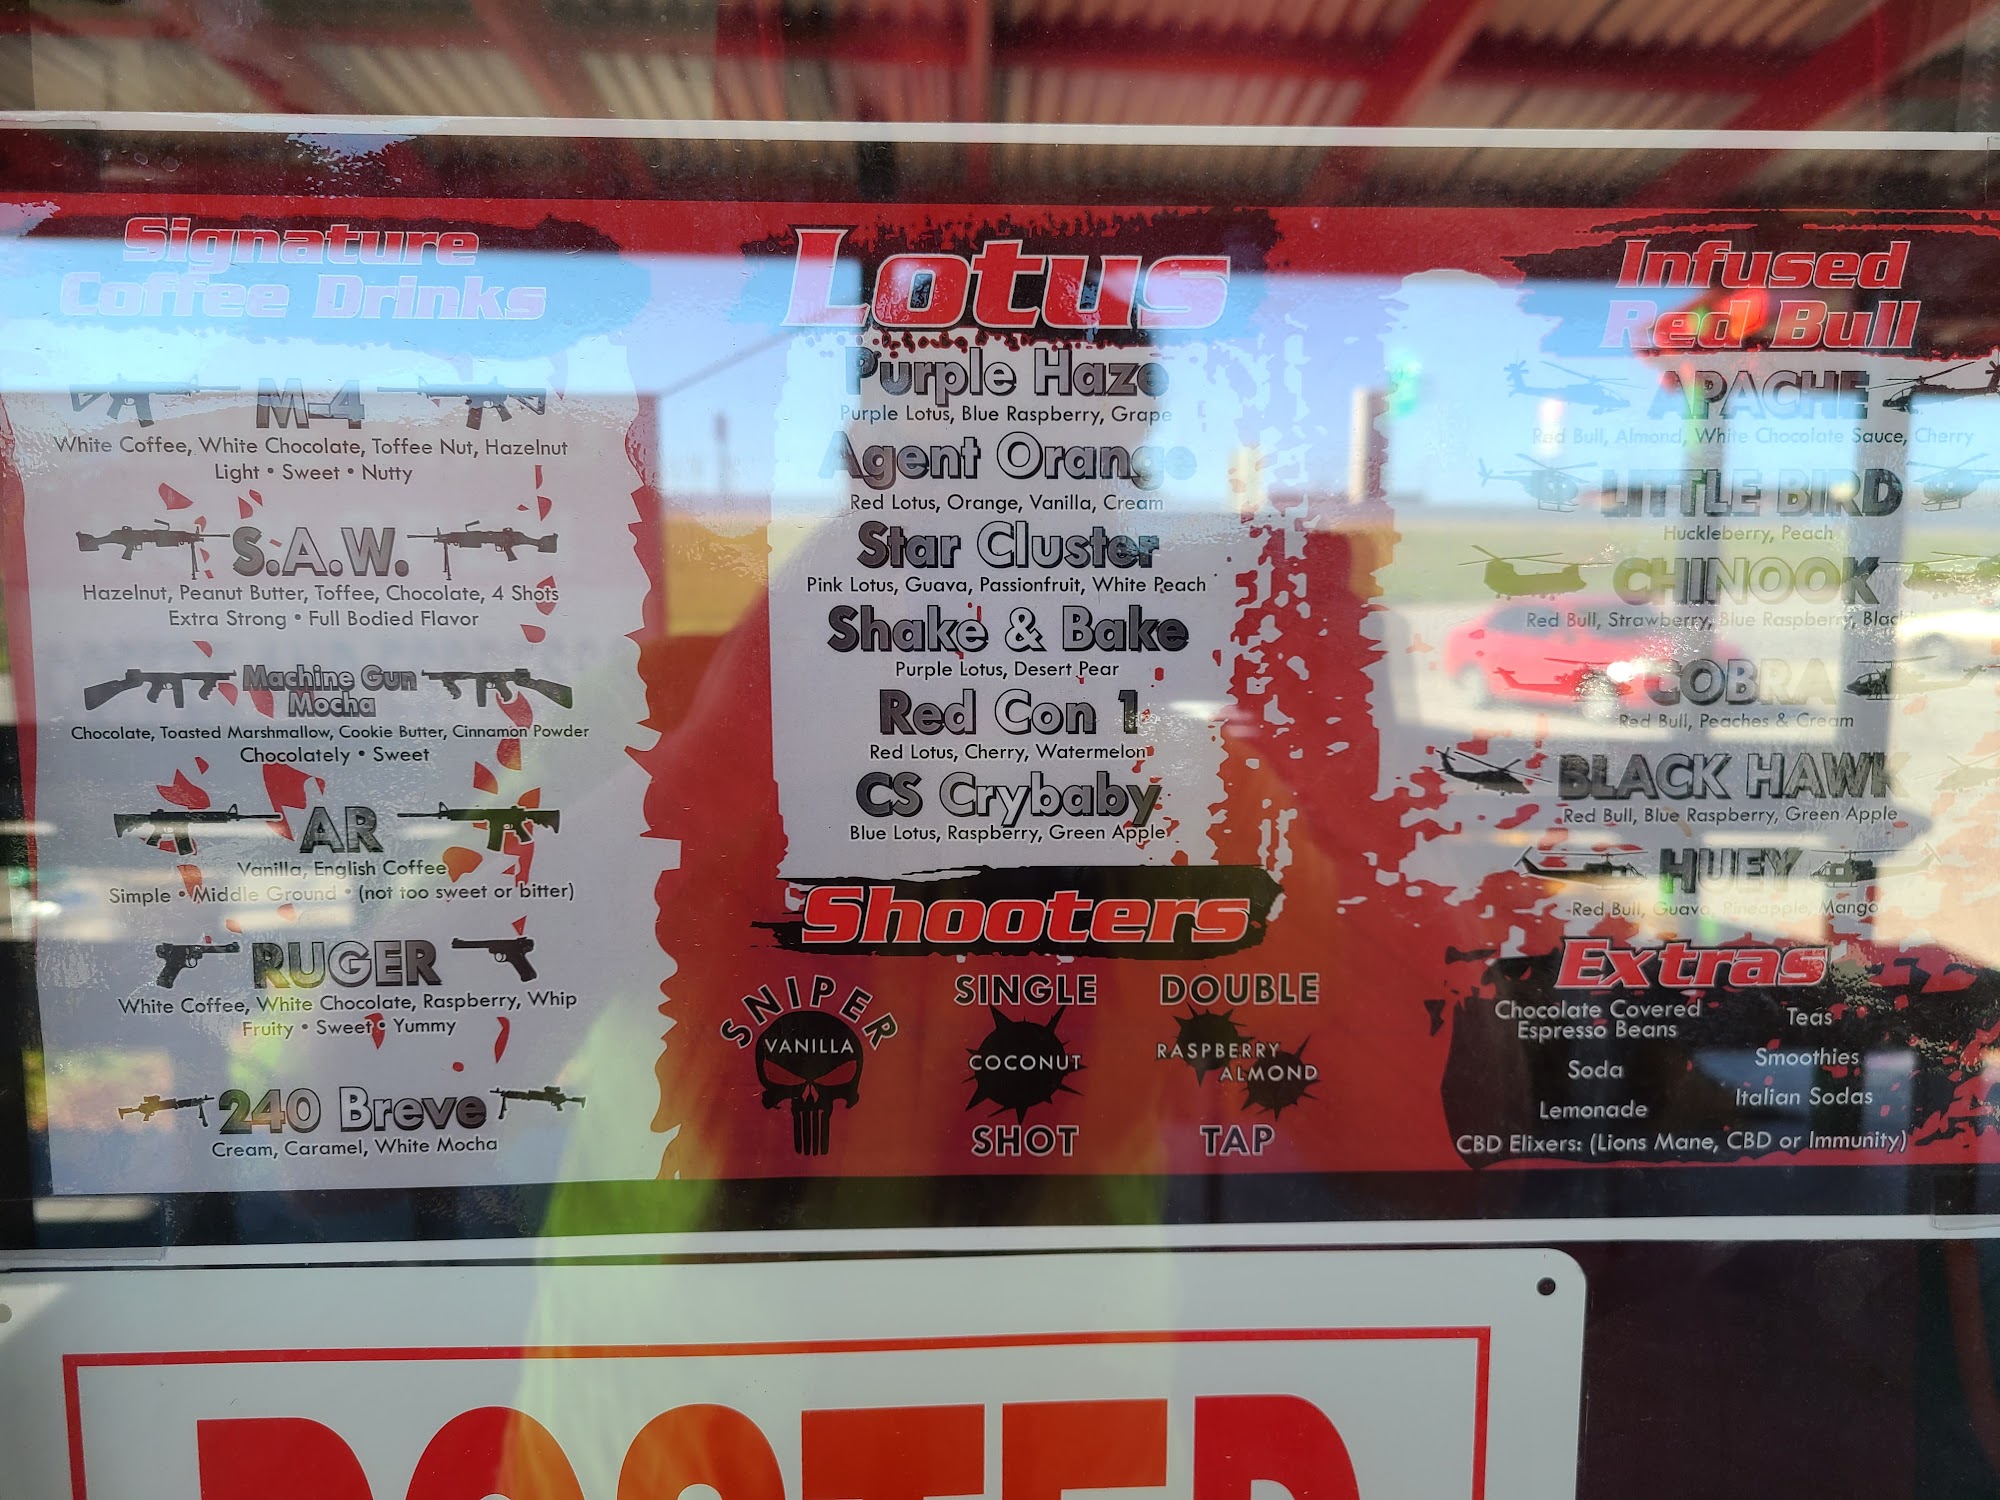 Signature
Coffee Drinks
M-4
White Coffee, White Chocolate, Toffee Nut, Hazelnut
Light • Sweet • Nutty
S.A.W.
Hazelnut, Peanut Butter, Toffee, Chocolate, 4 Shots
Extra Strong • Full Bodied Flavor
Machine Gun
Mocha
Chocolate, Toasted Marshmallow, Cookie Butter, Cinnamon Powder
Chocolately • Sweet
AR
Vanilla, English Coffee
Simple • Middle Ground • (not too sweet or bitter)
RUGER
White Coffee, White Chocolate, Raspberry, Whip
Fruity • Sweet • Yummy
240 Breve
Cream, Caramel, White Mocha
Lotus
Purple Haze
Purple Lotus, Blue Raspberry, Grape
Agent Orange
Red Lotus, Orange, Vanilla, Cream
Star Cluster
Pink Lotus, Guava, Passionfruit, White Peach
Shake & Bake
Purple Lotus, Desert Pear
Red Con 1
Red Lotus, Cherry, Watermelon
CS Crybaby
Blue Lotus, Raspberry, Green Apple
Shooters
SNIPER
VANILLA
SINGLE
COCONUT
SHOT
DOUBLE
RASPBERRY
ALMOND
TAP
Infused
Red Bull
APACHE
Red Bull, Almond, White Chocolate Sauce, Cherry
LITTLE BIRD
Huckleberry, Peach
CHINOOK
Red Bull, Strawberry, Blue Raspberry,
COBRA
Red Bull, Peaches & Cream
BLACK HAWK
Red Bull, Blue Raspberry, Green Apple
HUEY
Red Bull, Guava, Pineapple, Mango
Extras
Chocolate Covered
Espresso Beans
Soda
Lemonade
Teas
Smoothies
Italian Sodas
CBD Elixers: (Lions Mane, CBD or Immunity)